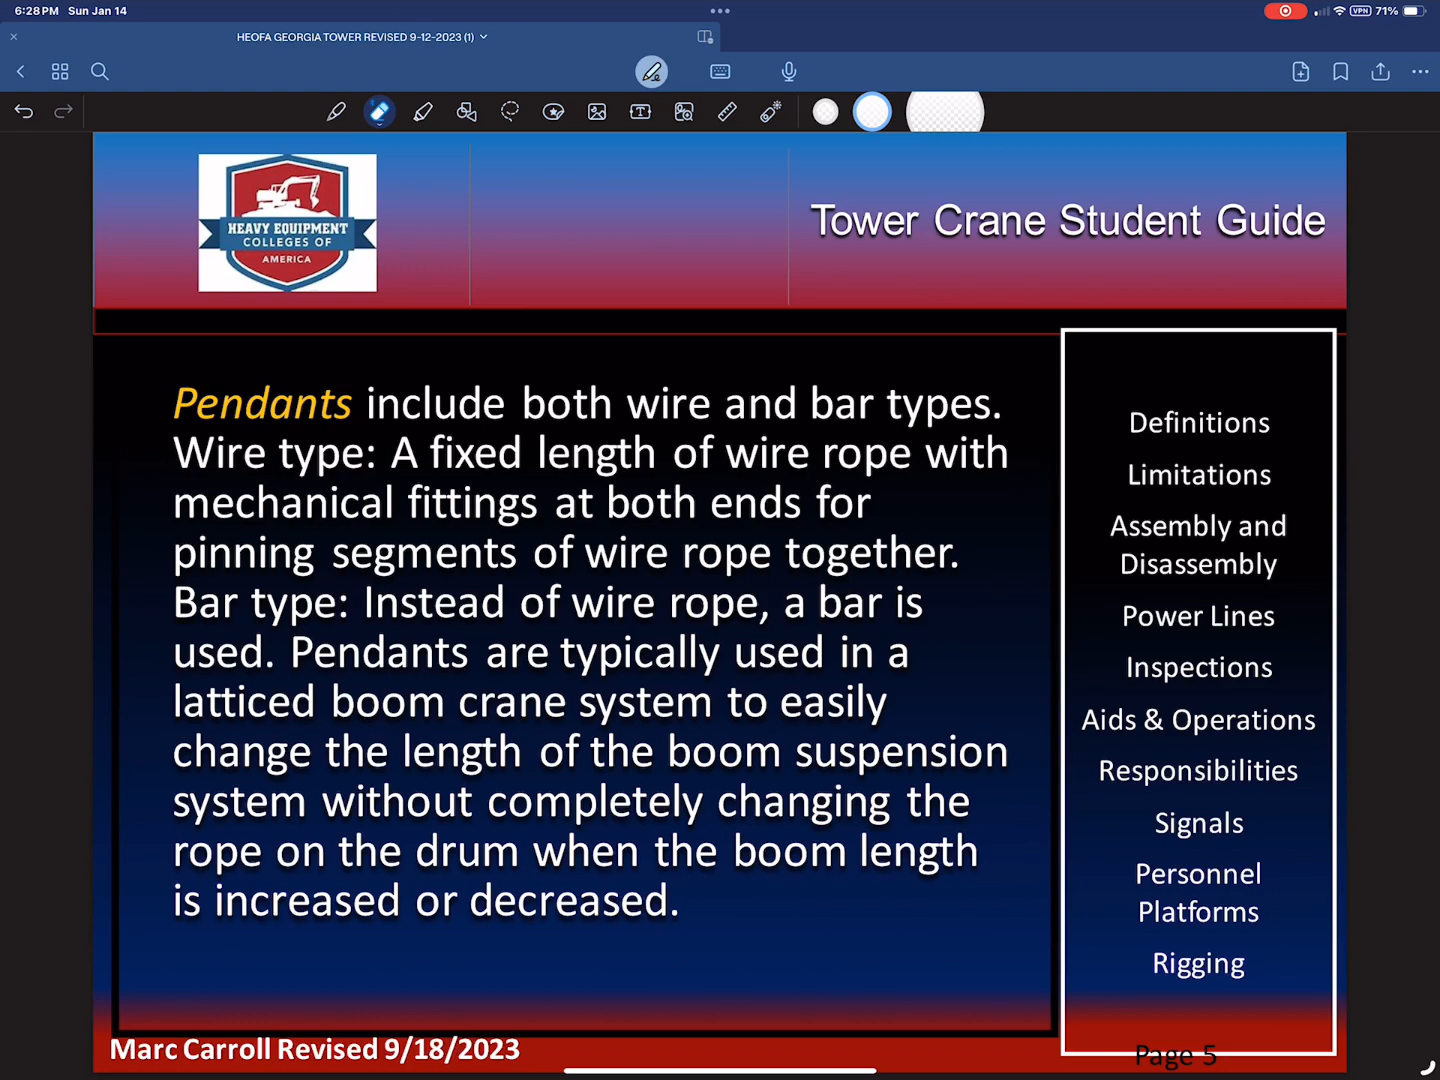 6:28 PM Sun Jan 14
VPN 71%
HEOFA GEORGIA TOWER REVISED 9-12-2023 (1)
HEAVY EQUIPMENT
COLLEGES OF
AMERICA
Tower Crane Student Guide
Pendants include both wire and bar types.
Wire type: A fixed length of wire rope with
mechanical fittings at both ends for
pinning segments of wire rope together.
Bar type: Instead of wire rope, a bar is
used. Pendants are typically used in a
latticed boom crane system to easily
change the length of the boom suspension
system without completely changing the
rope on the drum when the boom length
is increased or decreased.
Definitions
Limitations
Assembly and
Disassembly
Power Lines
Inspections
Aids & Operations
Responsibilities
Signals
Personnel
Platforms
Rigging
Marc Carroll Revised 9/18/2023
Page 5